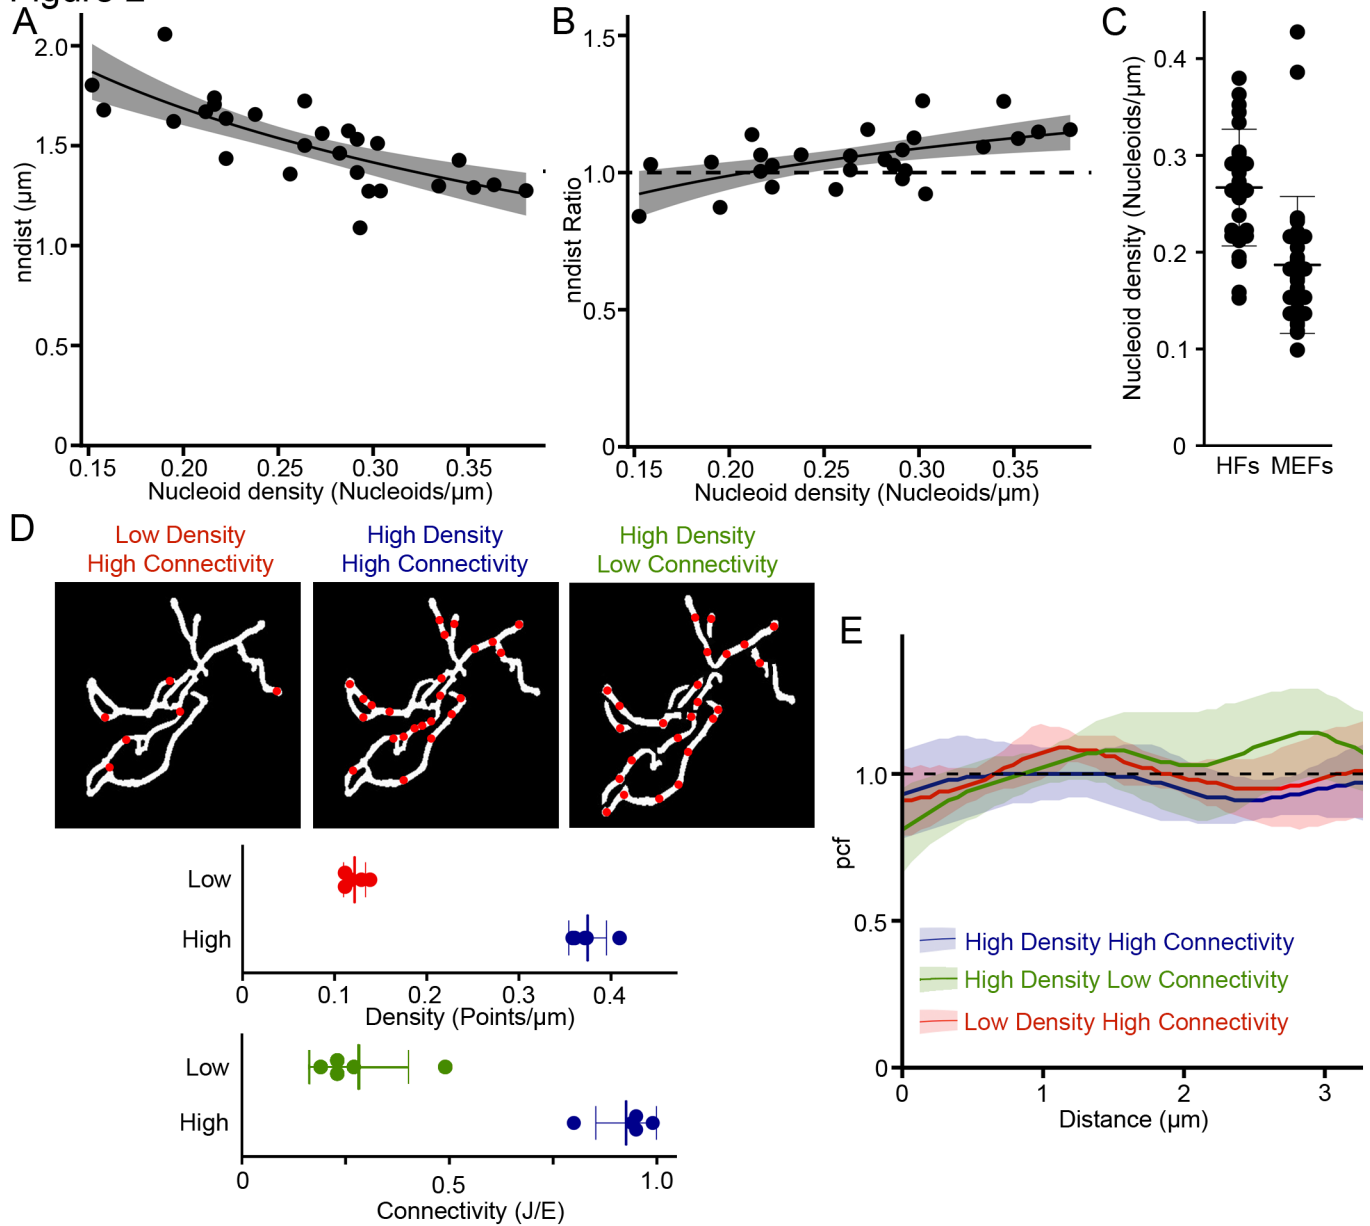 A
2.0
1.5
1.0
0.5
0
nndist (µm)
0.15
0.20
0.25
0.30
0.35
Nucleoid density (Nucleoids/µm)
B
1.5
1.0
0.5
0
nndist Ratio
0.15
0.20
0.25
0.30
0.35
Nucleoid density (Nucleoids/µm)
C
0.4
0.3
0.2
0.1
0
Nucleoid density (Nucleoids/µm)
HFs
MEFs
D
Low Density
High Connectivity
High Density
High Connectivity
High Density
Low Connectivity
Low
High
0
0.1
0.2
0.3
0.4
Density (Points/µm)
Low
High
0
0.5
1.0
Connectivity (J/E)
E
1.0
0.5
0
pcf
High Density High Connectivity
High Density Low Connectivity
Low Density High Connectivity
0
1
2
3
Distance (µm)